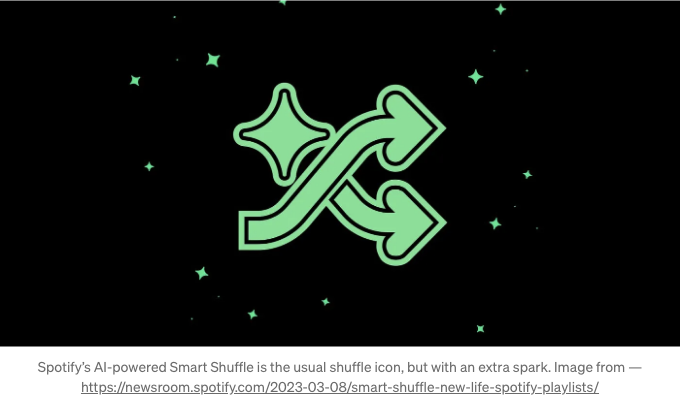 Spotify’s AI-powered Smart Shuffle is the usual shuffle icon, but with an extra spark. Image from —
https://newsroom.spotify.com/2023-03-08/smart-shuffle-new-life-spotify-playlists/